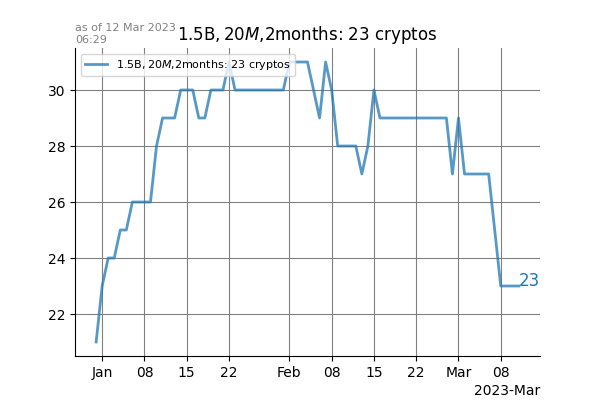 as of 12 Mar 2023
06:29
1.5B, 20M,2months: 23 cryptos
1.5B, 20M,2months: 23 cryptos
30
28
26
24
22
23
Jan 08 15 22 Feb 08 15 22 Mar 08
2023-Mar